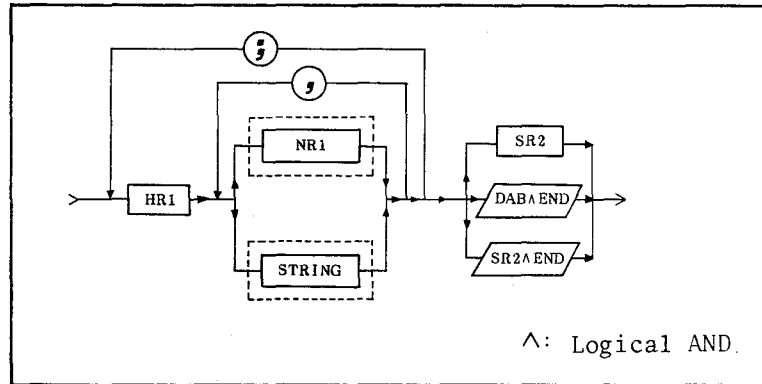 ;
,
NR1
SR2
HR1
DAB∧END
STRING
SR2∧END
∧: Logical AND.